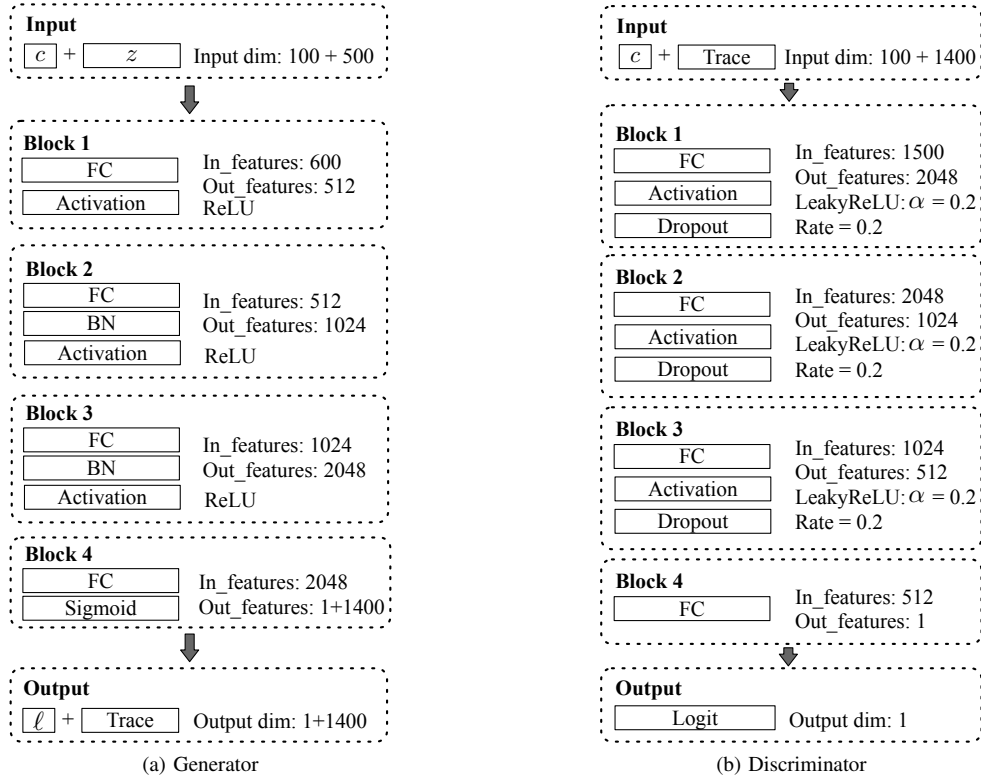 Input
c + z Input dim: 100 + 500
Block 1
FC
Activation
In_features: 600
Out_features: 512
ReLU
Block 2
FC
BN
Activation
In_features: 512
Out_features: 1024
ReLU
Block 3
FC
BN
Activation
In_features: 1024
Out_features: 2048
ReLU
Block 4
FC
Sigmoid
In_features: 2048
Out_features: 1+1400
Output
ℓ + Trace Output dim: 1+1400
(a) Generator
Input
c + Trace Input dim: 100 + 1400
Block 1
FC
Activation
Dropout
In_features: 1500
Out_features: 2048
LeakyReLU: α = 0.2
Rate = 0.2
Block 2
FC
Activation
Dropout
In_features: 2048
Out_features: 1024
LeakyReLU: α = 0.2
Rate = 0.2
Block 3
FC
Activation
Dropout
In_features: 1024
Out_features: 512
LeakyReLU: α = 0.2
Rate = 0.2
Block 4
FC
In_features: 512
Out_features: 1
Output
Logit Output dim: 1
(b) Discriminator